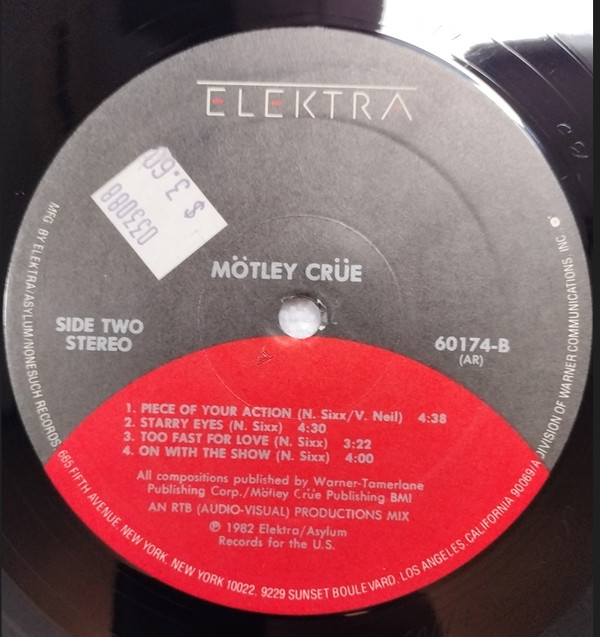 ELEKTRA
$ 3.60
033088
MÖTLEY CRÜE
SIDE TWO
STEREO
60174-B
(AR)
1. PIECE OF YOUR ACTION (N. Sixx/V. Neil) 4:38
2. STARRY EYES (N. Sixx) 4:30
3. TOO FAST FOR LOVE (N. Sixx) 3:22
4. ON WITH THE SHOW (N. Sixx) 4:00
All compositions published by Warner-Tamerlane
Publishing Corp./Mötley Crüe Publishing BMI
AN RTB (AUDIO-VISUAL) PRODUCTIONS MIX
℗ 1982 Elektra/Asylum
Records for the U.S.
MFG. BY ELEKTRA/ASYLUM/NONESUCH RECORDS, 665 FIFTH AVENUE, NEW YORK, NEW YORK 10022. 9229 SUNSET BOULEVARD, LOS ANGELES, CALIFORNIA 90069/A DIVISION OF WARNER COMMUNICATIONS INC.